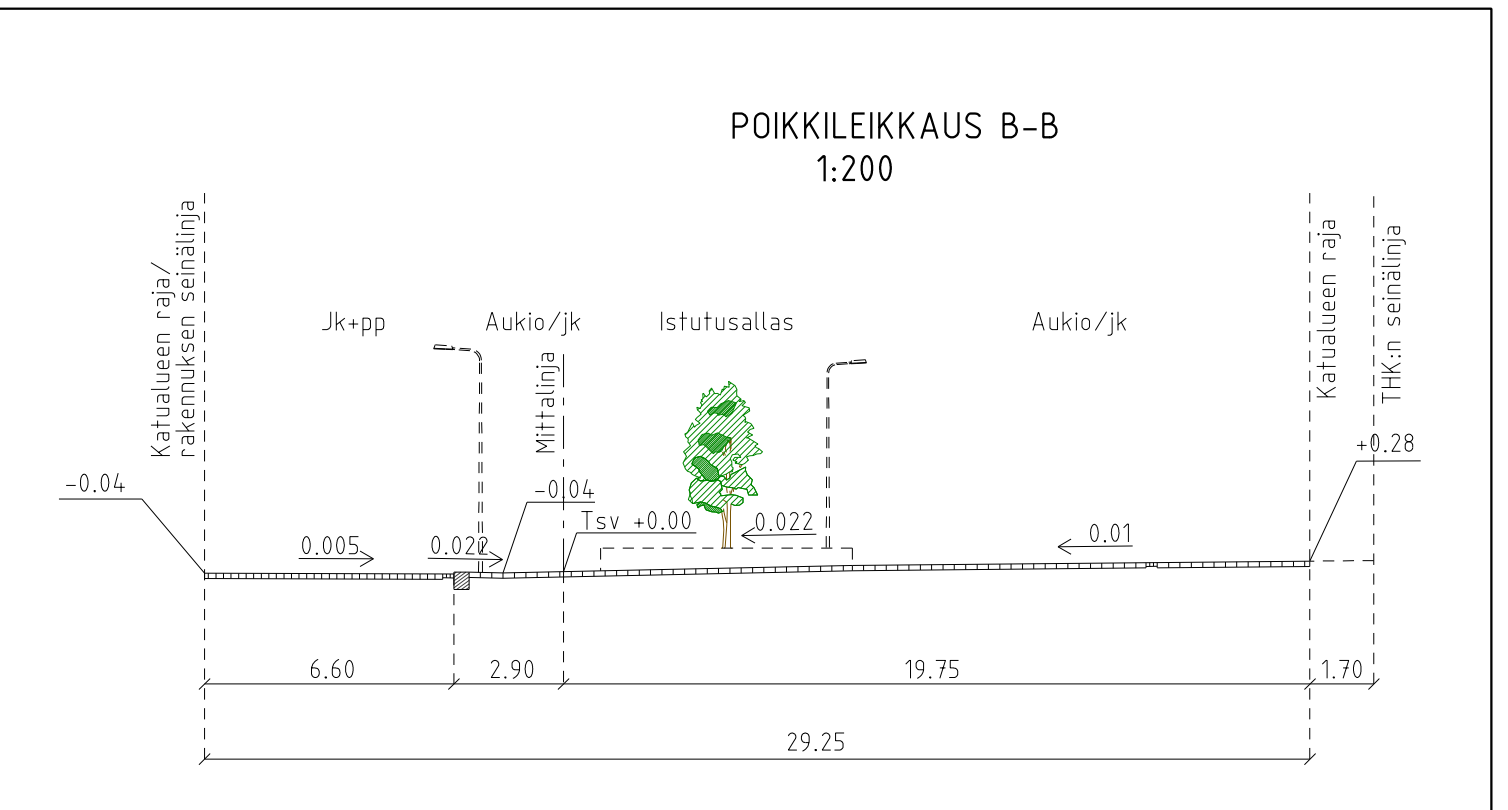 POIKKILEIKKAUS B-B
1:200
Katualueen raja/
rakennuksen seinälinja
Jk+pp
Aukio/jk
Mittalinja
Istutusallas
Aukio/jk
Katualueen raja
THK:n seinälinja
-0.04
-0.04
+0.28
Tsv +0.00
0.005
0.022
0.022
0.01
6.60
2.90
19.75
1.70
29.25